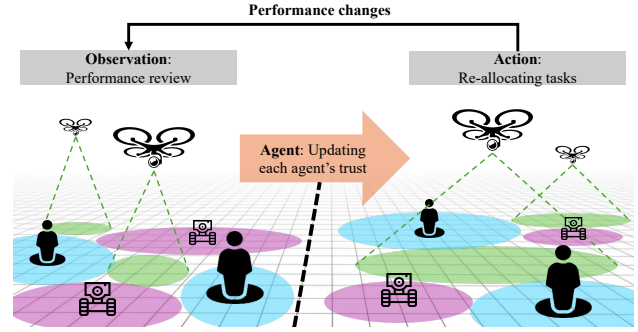 Performance changes
Observation:
Performance review
Action:
Re-allocating tasks
Agent: Updating
each agent's trust